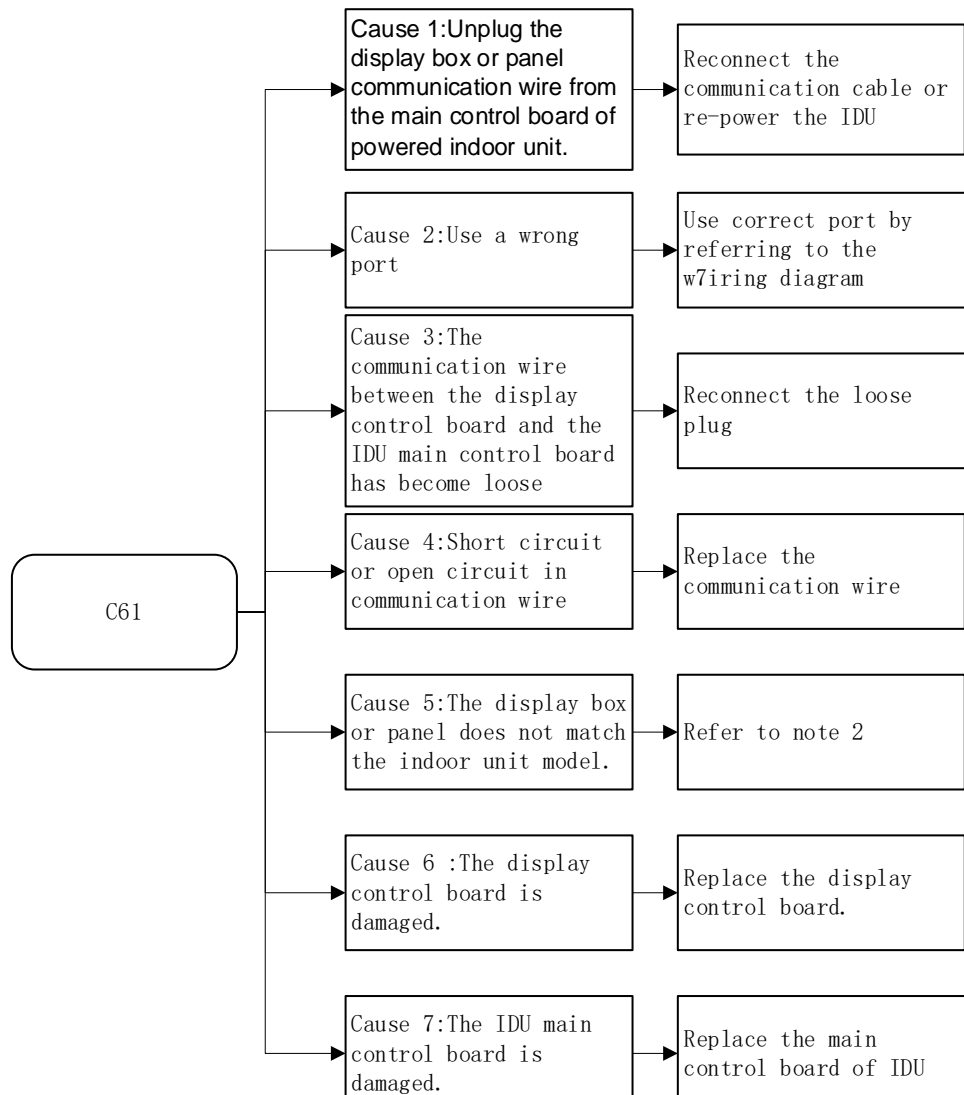 Cause 1:Unplug the
display box or panel
communication wire from
the main control board of
powered indoor unit.
Reconnect the
communication cable or
re-power the IDU
Cause 2:Use a wrong
port
Use correct port by
referring to the
w7iring diagram
Cause 3:The
communication wire
between the display
control board and the
IDU main control board
has become loose
Reconnect the loose
plug
Cause 4:Short circuit
or open circuit in
communication wire
Replace the
communication wire
C61
Cause 5:The display box
or panel does not match
the indoor unit model.
Refer to note 2
Cause 6 :The display
control board is
damaged.
Replace the display
control board.
Cause 7:The IDU main
control board is
damaged.
Replace the main
control board of IDU